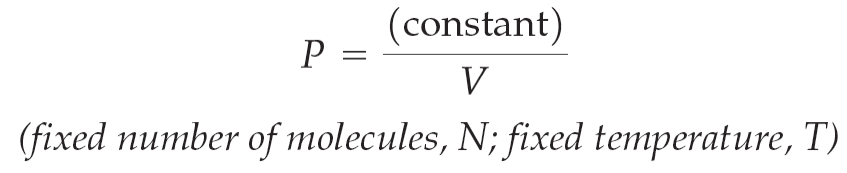 P = (constant) / V
(fixed number of molecules, N; fixed temperature, T)